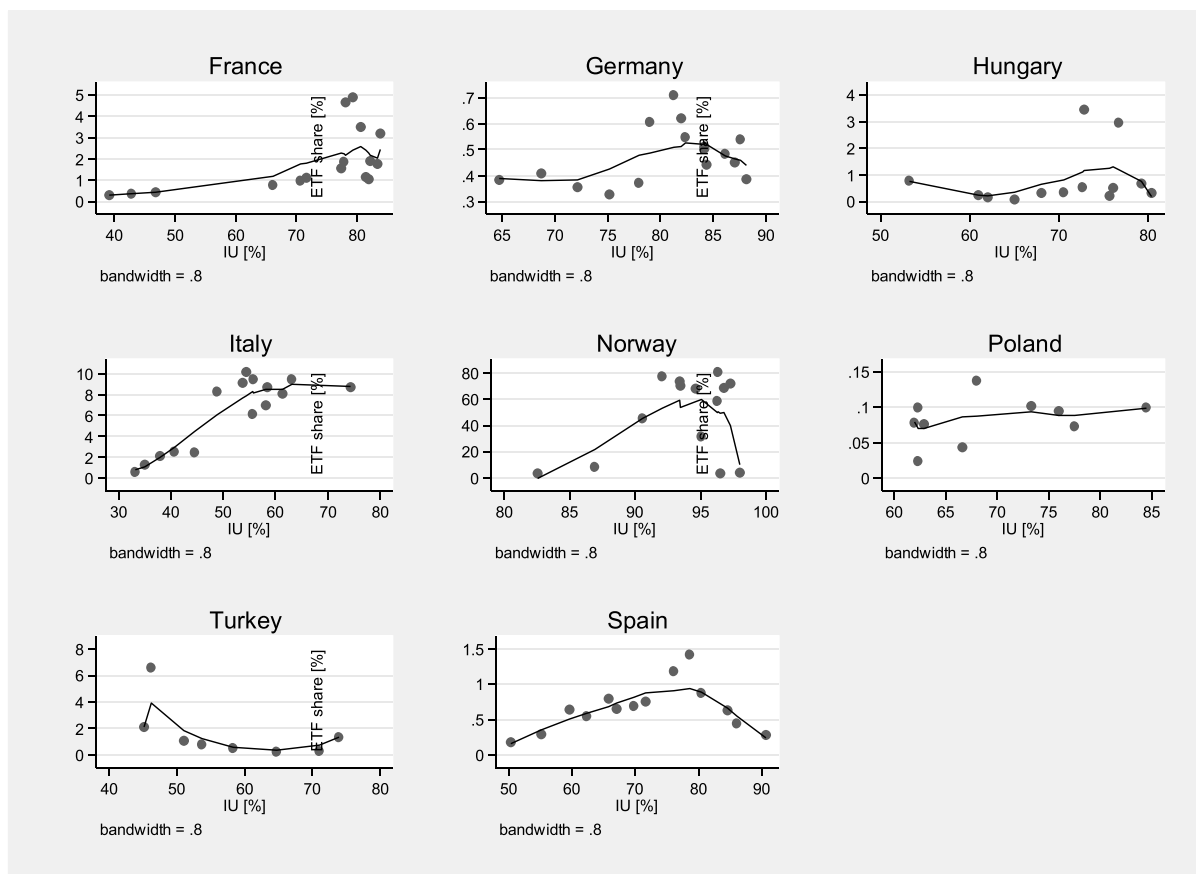 France
ETF share [%]
5
4
3
2
1
0
40 50 60 70 80
IU [%]
bandwidth = .8
Germany
ETF share [%]
.7
.6
.5
.4
.3
65 70 75 80 85 90
IU [%]
bandwidth = .8
Hungary
4
3
2
1
0
50 60 70 80
IU [%]
bandwidth = .8
Italy
ETF share [%]
10
8
6
4
2
0
30 40 50 60 70 80
IU [%]
bandwidth = .8
Norway
ETF share [%]
80
60
40
20
0
80 85 90 95 100
IU [%]
bandwidth = .8
Poland
.15
.1
.05
0
60 65 70 75 80 85
IU [%]
bandwidth = .8
Turkey
ETF share [%]
8
6
4
2
0
40 50 60 70 80
IU [%]
bandwidth = .8
Spain
1.5
1
.5
0
50 60 70 80 90
IU [%]
bandwidth = .8